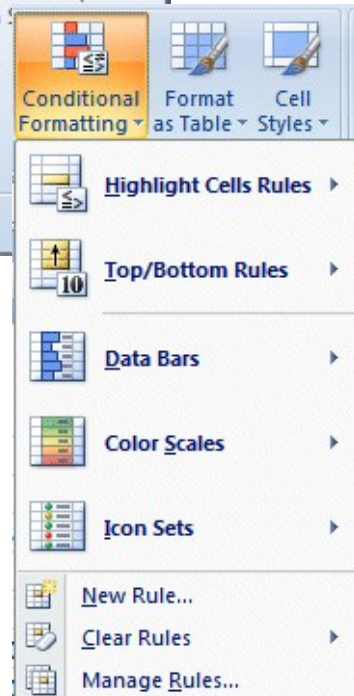 Conditional Format Cell
Formatting as Table Styles
Highlight Cells Rules
10
Top/Bottom Rules
Data Bars
Color Scales
Icon Sets
New Rule...
Clear Rules
Manage Rules...